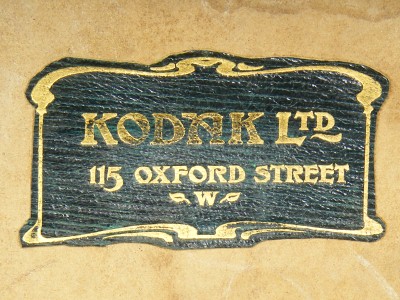 KODAK LTD
115 OXFORD STREET
W